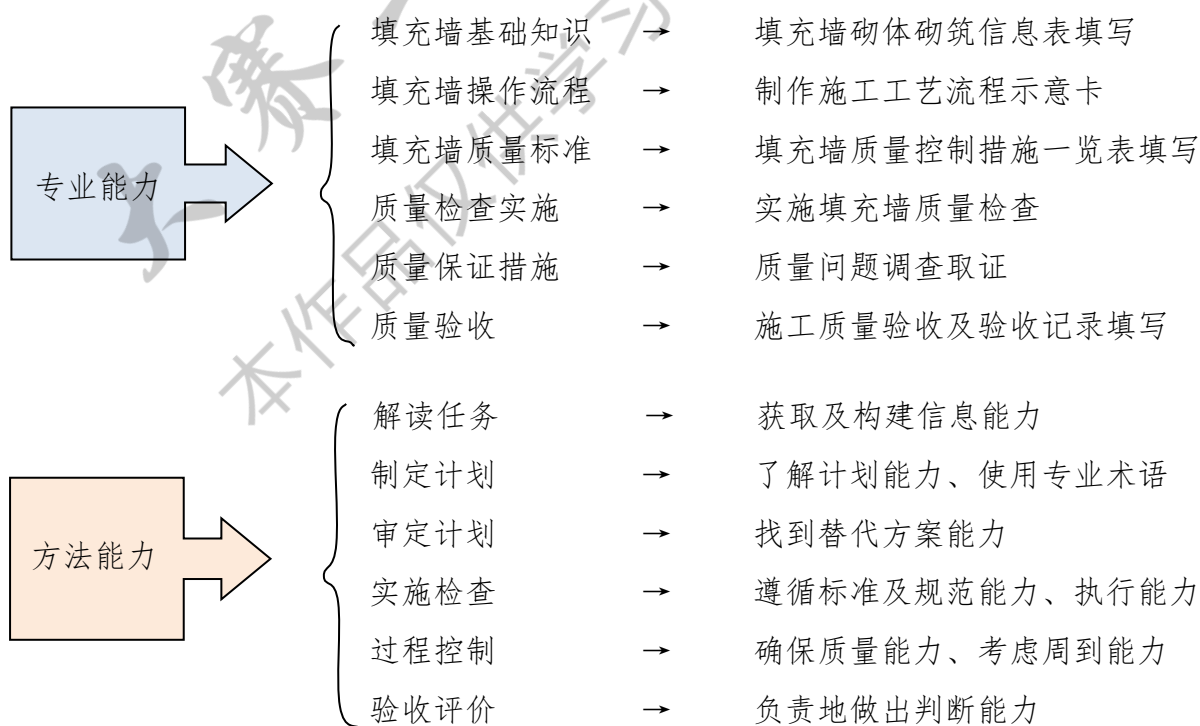 填充墙基础知识 → 填充墙砌体砌筑信息表填写
填充墙操作流程 → 制作施工工艺流程示意卡
填充墙质量标准 → 填充墙质量控制措施一览表填写
专业能力
质量检查实施 → 实施填充墙质量检查
质量保证措施 → 质量问题调查取证
质量验收 → 施工质量验收及验收记录填写
解读任务 → 获取及构建信息能力
制定计划 → 了解计划能力、使用专业术语
审定计划 → 找到替代方案能力
方法能力
实施检查 → 遵循标准及规范能力、执行能力
过程控制 → 确保质量能力、考虑周到能力
验收评价 → 负责地做出判断能力
大赛
本作品仅供学习